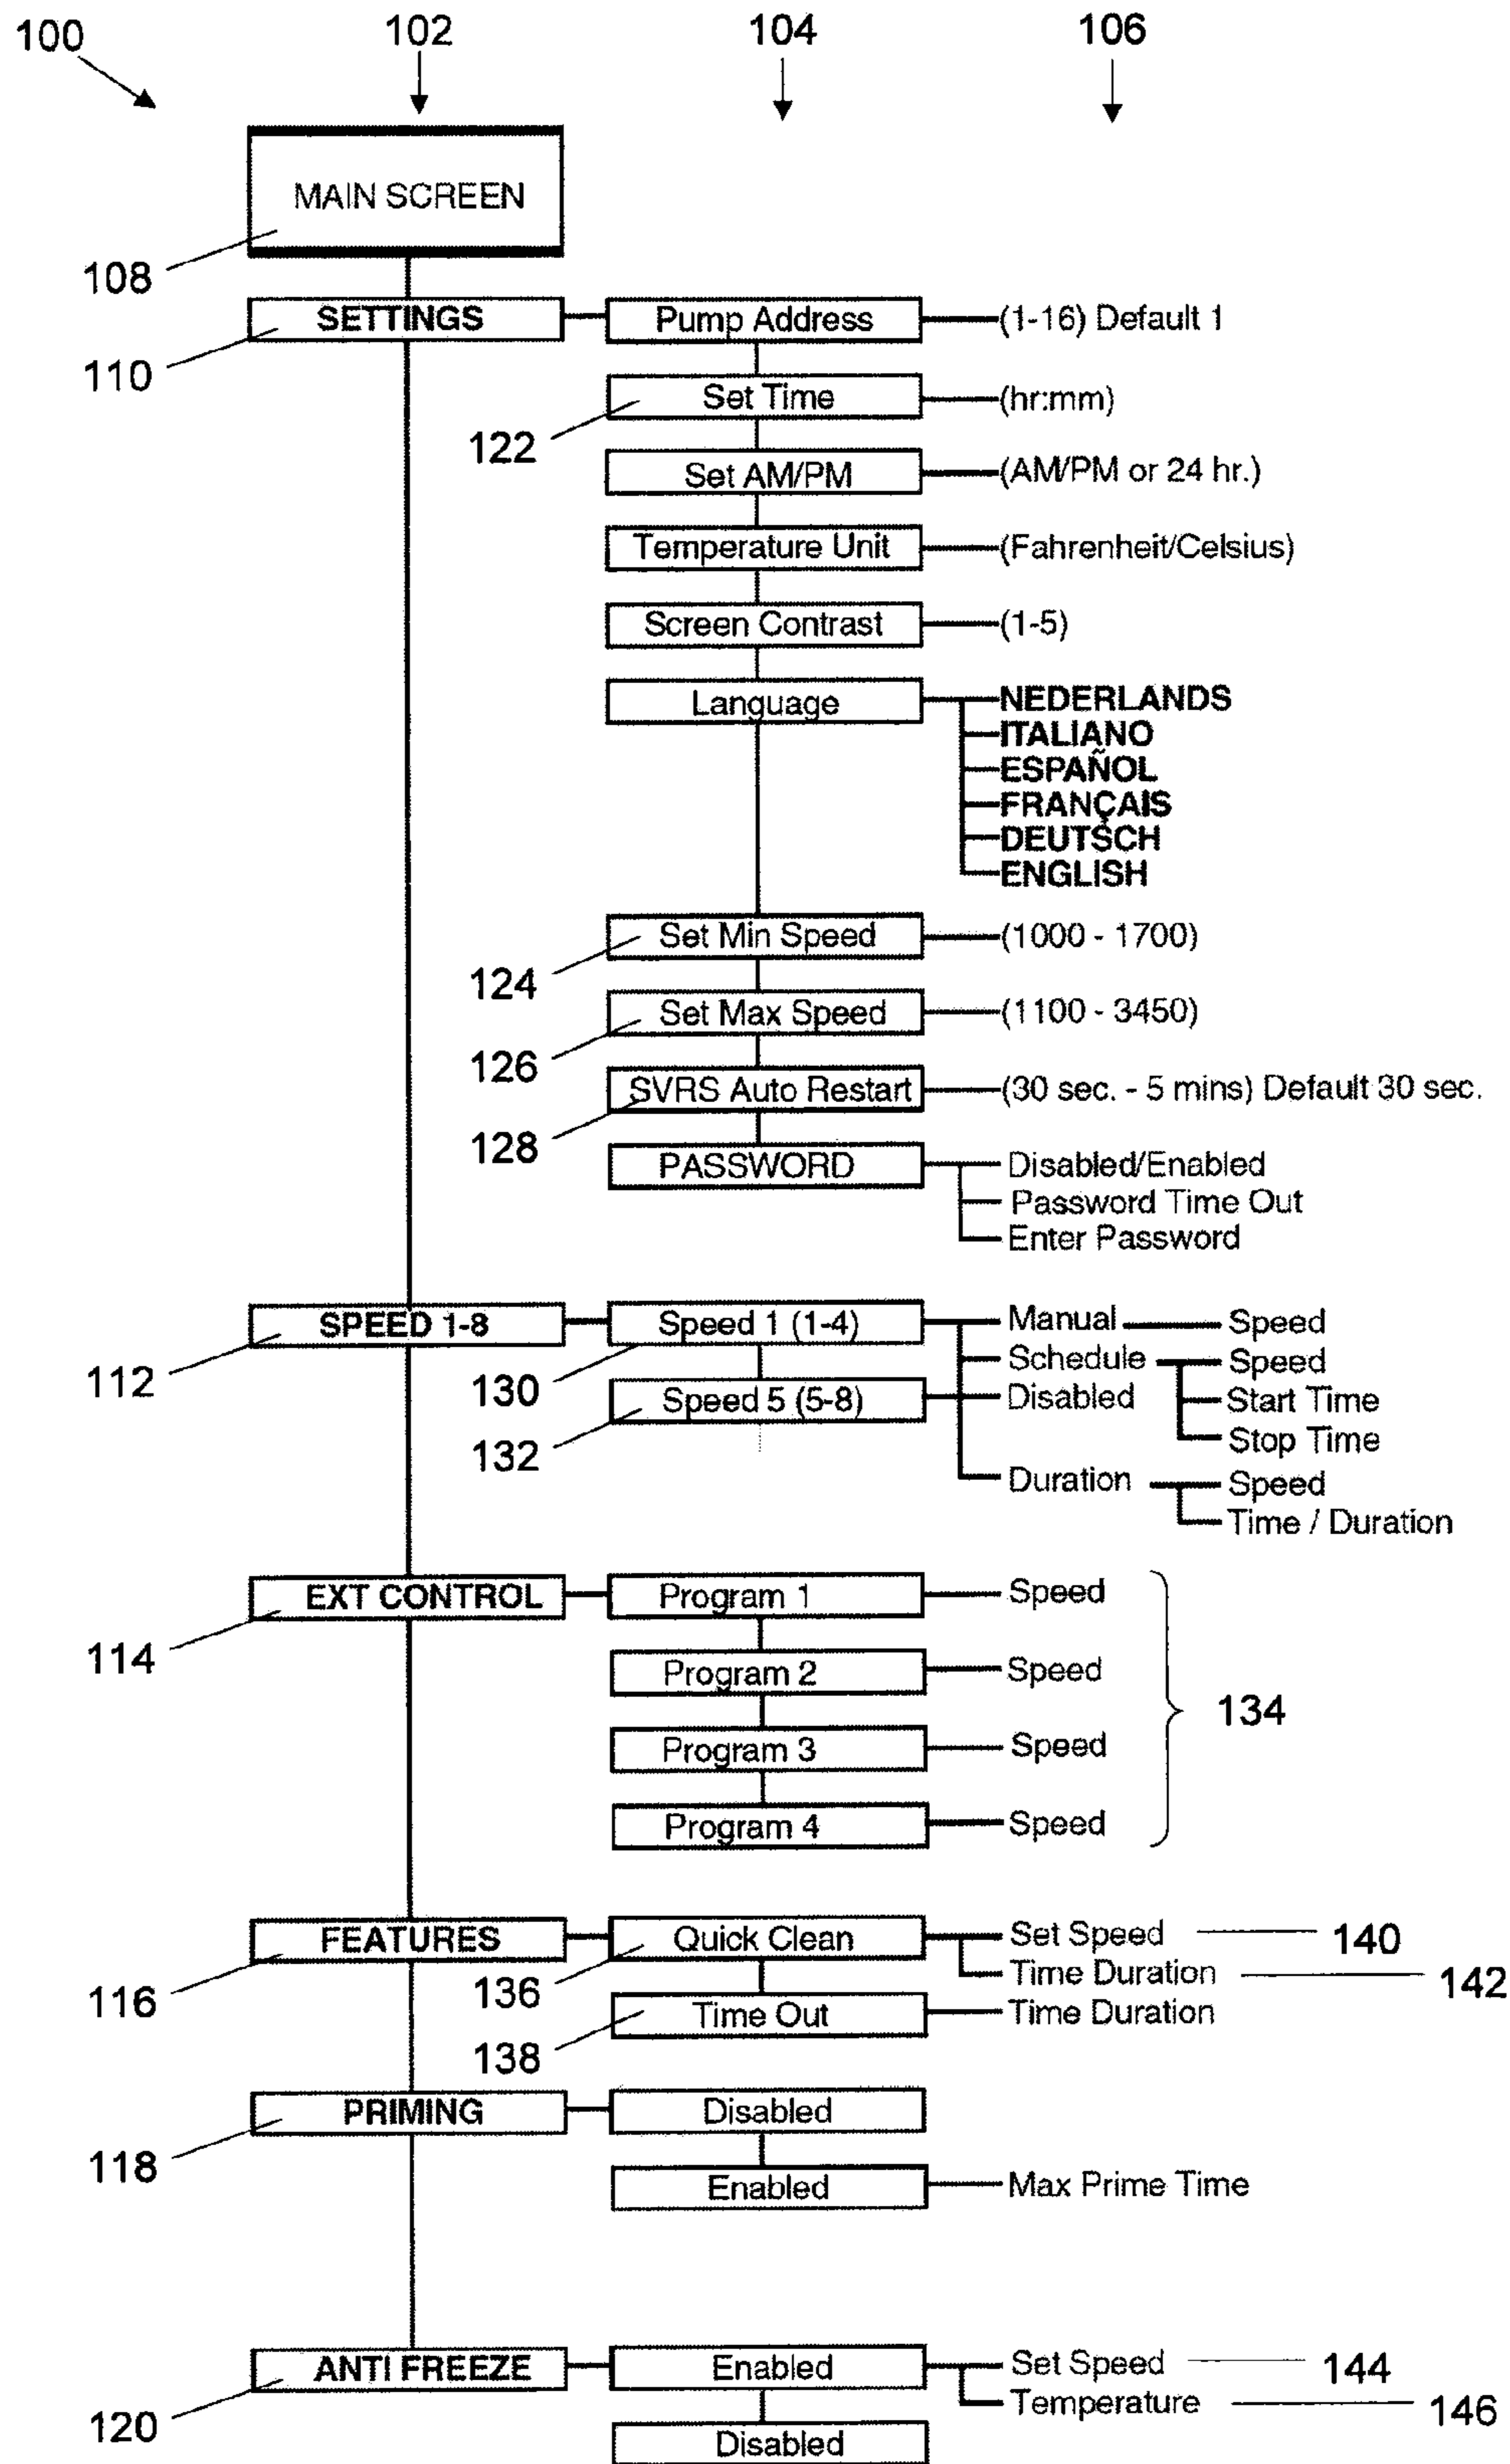 100 102 104 106
MAIN SCREEN
108
SETTINGS Pump Address (1-16) Default 1
110
Set Time (hr:mm)
122
Set AM/PM (AM/PM or 24 hr.)
Temperature Unit (Fahrenheit/Celsius)
Screen Contrast (1-5)
Language NEDERLANDS
ITALIANO
ESPAÑOL
FRANÇAIS
DEUTSCH
ENGLISH
Set Min Speed (1000 - 1700)
124
Set Max Speed (1100 - 3450)
126
SVRS Auto Restart (30 sec. - 5 mins) Default 30 sec.
128
PASSWORD Disabled/Enabled
Password Time Out
Enter Password
SPEED 1-8 Speed 1 (1-4) Manual Speed
112 130 Schedule Speed
Speed 5 (5-8) Disabled Start Time
132 Stop Time
Duration Speed
Time / Duration
EXT CONTROL Program 1 Speed
114
Program 2 Speed
134
Program 3 Speed
Program 4 Speed
FEATURES Quick Clean Set Speed 140
116 136 Time Duration 142
Time Out Time Duration
138
PRIMING Disabled
118
Enabled Max Prime Time
ANTI FREEZE Enabled Set Speed 144
120 Temperature 146
Disabled